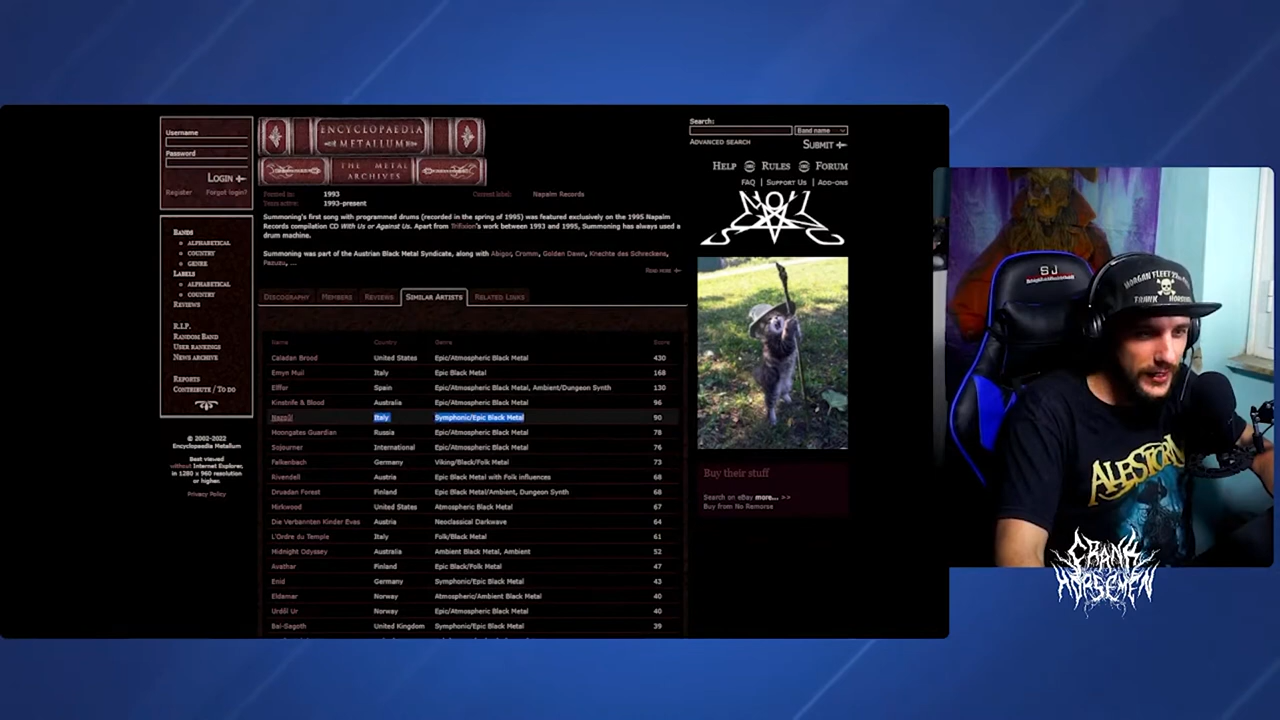 Username
Password
LOGIN
Register Forgot login?
BANDS
ALPHABETICAL
COUNTRY
GENRE
LABELS
ALPHABETICAL
COUNTRY
REVIEWS
R.I.P.
RANDOM BAND
USER RANKINGS
NEWS ARCHIVE
REPORTS
CONTRIBUTE / TO DO
© 2002-2022
Encyclopaedia Metallum
Best viewed
without Internet Explorer,
in 1280 x 960 resolution
or higher.
Privacy Policy
ENCYCLOPAEDIA
METALLUM
THE METAL
ARCHIVES
Formed in: 1993 Current label: Napalm Records
Years active: 1993-present
Summoning's first song with programmed drums (recorded in the spring of 1995) was featured exclusively on the 1995 Napalm
Records compilation CD With Us or Against Us. Apart from Trifixion's work between 1993 and 1995, Summoning has always used a
drum machine.
Summoning was part of the Austrian Black Metal Syndicate, along with Abigor, Cromm, Golden Dawn, Knechte des Schreckens,
Pazuzu, ...
READ MORE
DISCOGRAPHY MEMBERS REVIEWS SIMILAR ARTISTS RELATED LINKS
Name Country Genre Score
Caladan Brood United States Epic/Atmospheric Black Metal 430
Emyn Muil Italy Epic Black Metal 168
Elffor Spain Epic/Atmospheric Black Metal, Ambient/Dungeon Synth 130
Kinstrife & Blood Australia Epic/Atmospheric Black Metal 96
Nazgûl Italy Symphonic/Epic Black Metal 90
Moongates Guardian Russia Epic/Atmospheric Black Metal 78
Sojourner International Epic/Atmospheric Black Metal 76
Falkenbach Germany Viking/Black/Folk Metal 73
Rivendell Austria Epic Black Metal with Folk influences 68
Druadan Forest Finland Epic Black Metal/Ambient, Dungeon Synth 68
Mirkwood United States Atmospheric Black Metal 67
Die Verbannten Kinder Evas Austria Neoclassical Darkwave 64
L'Ordre du Temple Italy Folk/Black Metal 61
Midnight Odyssey Australia Ambient Black Metal, Ambient 52
Avathar Finland Epic Black/Folk Metal 47
Enid Germany Symphonic/Epic Black Metal 43
Eldamar Norway Atmospheric/Ambient Black Metal 40
Urdôl Ur Norway Epic/Atmospheric Black Metal 40
Bal-Sagoth United Kingdom Symphonic/Epic Black Metal 39
Search:
Band name
ADVANCED SEARCH SUBMIT
HELP RULES FORUM
FAQ | SUPPORT US | ADD-ONS
Buy their stuff
Search on eBay more... >>
Buy from No Remorse
SJ
ALESTORM
CRANK
HORSEMEN